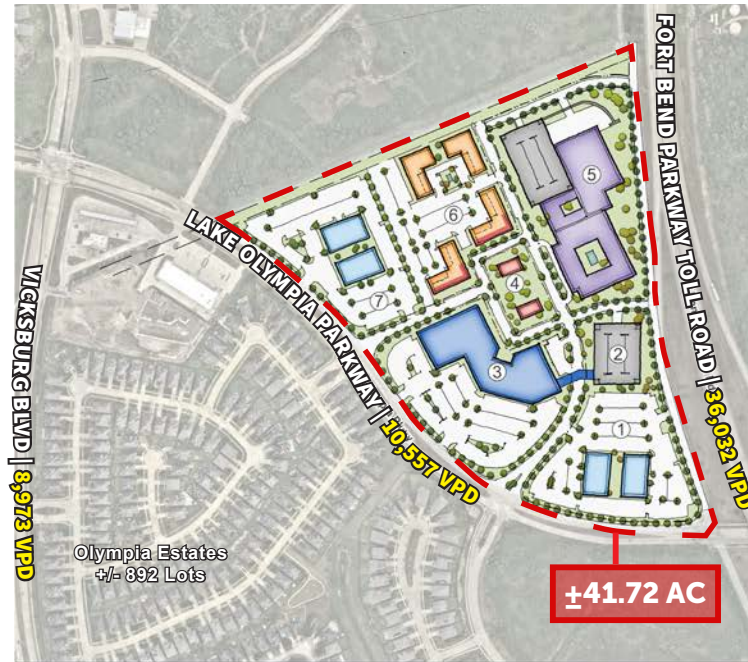 FORT BEND PARKWAY TOLL ROAD | 36,032 VPD
5
6
4
7
LAKE OLYMPIA PARKWAY | 10,557 VPD
2
3
1
VICKSBURG BLVD | 8,973 VPD
Olympia Estates
+/- 892 Lots
±41.72 AC